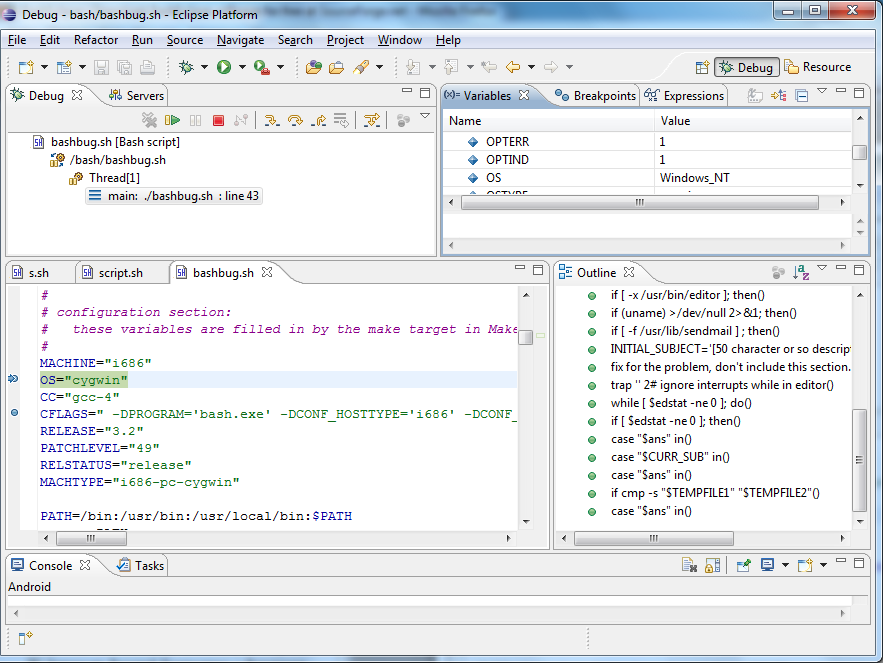 Debug - bash/bashbug.sh - Eclipse Platform
File Edit Refactor Run Source Navigate Search Project Window Help
Debug Resource
Debug Servers
bashbug.sh [Bash script]
/bash/bashbug.sh
Thread[1]
main: ./bashbug.sh : line 43
(x)= Variables Breakpoints Expressions
Name Value
OPTERR 1
OPTIND 1
OS Windows_NT
s.sh script.sh bashbug.sh
#
# configuration section:
# these variables are filled in by the make target in Make
#
MACHINE="i686"
OS="cygwin"
CC="gcc-4"
CFLAGS=" -DPROGRAM='bash.exe' -DCONF_HOSTTYPE='i686' -DCONF_
RELEASE="3.2"
PATCHLEVEL="49"
RELSTATUS="release"
MACHTYPE="i686-pc-cygwin"
PATH=/bin:/usr/bin:/usr/local/bin:$PATH
Outline
if [ -x /usr/bin/editor ]; then()
if (uname) >/dev/null 2>&1; then()
if [ -f /usr/lib/sendmail ] ; then()
INITIAL_SUBJECT='[50 character or so descript
fix for the problem, don't include this section.
trap '' 2# ignore interrupts while in editor()
while [ $edstat -ne 0 ]; do()
if [ $edstat -ne 0 ]; then()
case "$ans" in()
case "$CURR_SUB" in()
case "$ans" in()
if cmp -s "$TEMPFILE1" "$TEMPFILE2"()
case "$ans" in()
Console Tasks
Android